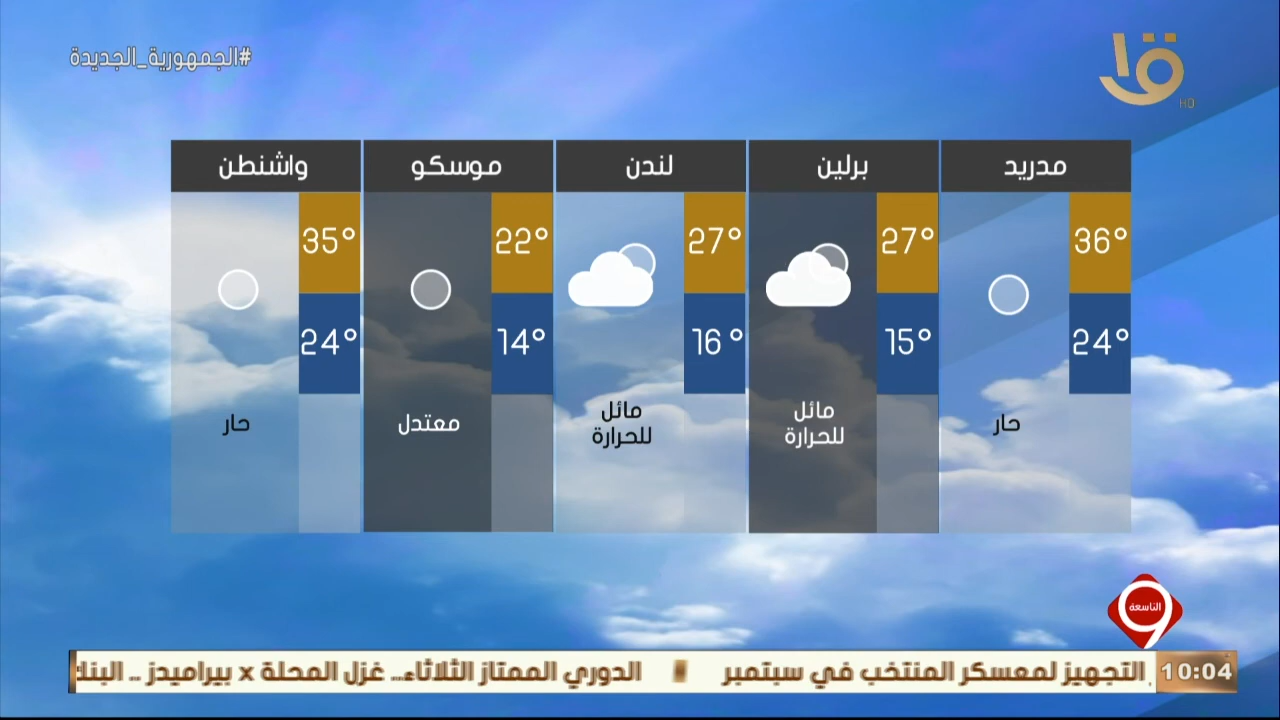 #الجمهورية_الجديدة
HD
مدريد
36°
24°
حار
برلين
27°
15°
مائل
للحرارة
لندن
27°
16°
مائل
للحرارة
موسكو
22°
14°
معتدل
واشنطن
35°
24°
حار
التاسعة
9
10:04
التجهيز لمعسكر المنتخب في سبتمبر
الدوري الممتاز الثلاثاء.. غزل المحلة x بيراميدز .. البنك